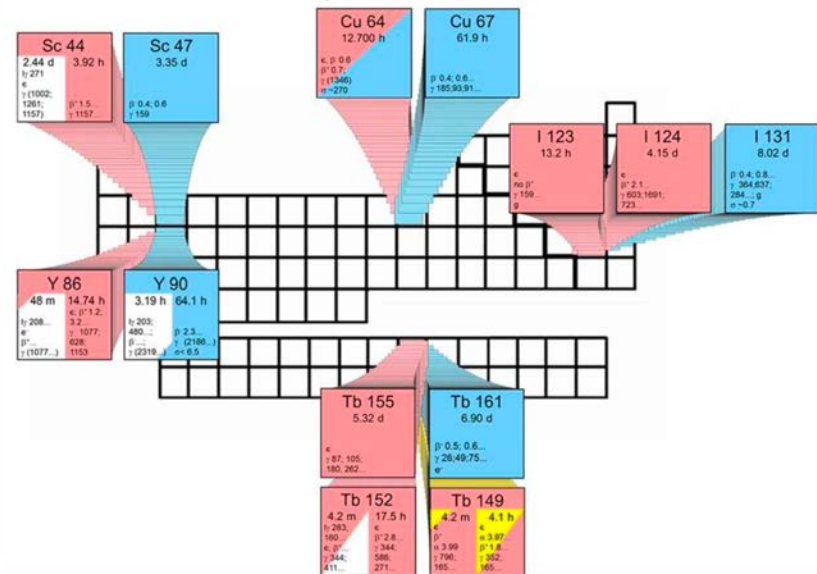 Sc 44
2.44 d 3.92 h
Iγ 271
ϵ
γ (1002;
1261;
1157)
β⁺ 1.5...
γ 1157...
Sc 47
3.35 d
β⁻ 0.4; 0.6
γ 159
Cu 64
12.700 h
ϵ; β⁻ 0.6
β⁺ 0.7;
γ (1346)
σ ~270
Cu 67
61.9 h
β⁻ 0.4; 0.6...
γ 185;93;91...
I 123
13.2 h
ϵ
no β⁺
γ 159...
g
I 124
4.15 d
ϵ
β⁺ 2.1...
γ 603;1691;
723...
I 131
8.02 d
β⁻ 0.4; 0.8...
γ 364;637;
284...; g
σ ~0.7
Y 86
48 m 14.74 h
Iγ 208...
e⁻
β⁺...
γ (1077...)
ϵ; β⁺ 1.2;
3.2...
γ 1077;
628;
1153
Y 90
3.19 h 64.1 h
Iγ 203;
480...;
β⁻...;
γ (2319...)
β⁻ 2.3...
γ (2186...)
σ < 6.5
Tb 155
5.32 d
ϵ
γ 87; 105;
180, 262...
Tb 161
6.90 d
β⁻ 0.5; 0.6...
γ 26;49;75...
e⁻
Tb 152
4.2 m 17.5 h
Iγ 283;
160...
ϵ; β⁺...
γ 344;
411...
ϵ
β⁺ 2.8...
γ 344;
586;
271...
Tb 149
4.2 m 4.1 h
ϵ
β⁺
α 3.99
γ 796;
165...
ϵ
α 3.97...
β⁺ 1.8...
γ 352;
165...